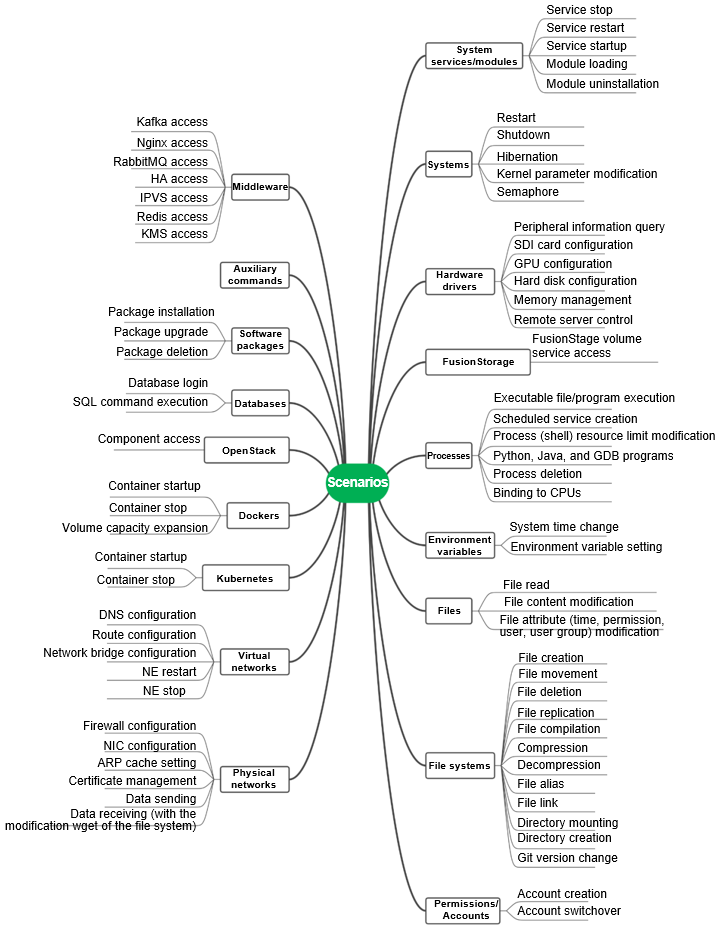 Scenarios
Middleware
Kafka access
Nginx access
RabbitMQ access
HA access
IPVS access
Redis access
KMS access
Auxiliary
commands
Software
packages
Package installation
Package upgrade
Package deletion
Databases
Database login
SQL command execution
OpenStack
Component access
Dockers
Container startup
Container stop
Volume capacity expansion
Kubernetes
Container startup
Container stop
Virtual
networks
DNS configuration
Route configuration
Network bridge configuration
NE restart
NE stop
Physical
networks
Firewall configuration
NIC configuration
ARP cache setting
Certificate management
Data sending
Data receiving (with the
modification wget of the file system)
System
services/modules
Service stop
Service restart
Service startup
Module loading
Module uninstallation
Systems
Restart
Shutdown
Hibernation
Kernel parameter modification
Semaphore
Hardware
drivers
Peripheral information query
SDI card configuration
GPU configuration
Hard disk configuration
Memory management
Remote server control
FusionStorage
FusionStage volume
service access
Processes
Executable file/program execution
Scheduled service creation
Process (shell) resource limit modification
Python, Java, and GDB programs
Process deletion
Binding to CPUs
Environment
variables
System time change
Environment variable setting
Files
File read
File content modification
File attribute (time, permission,
user, user group) modification
File systems
File creation
File movement
File deletion
File replication
File compilation
Compression
Decompression
File alias
File link
Directory mounting
Directory creation
Git version change
Permissions/
Accounts
Account creation
Account switchover